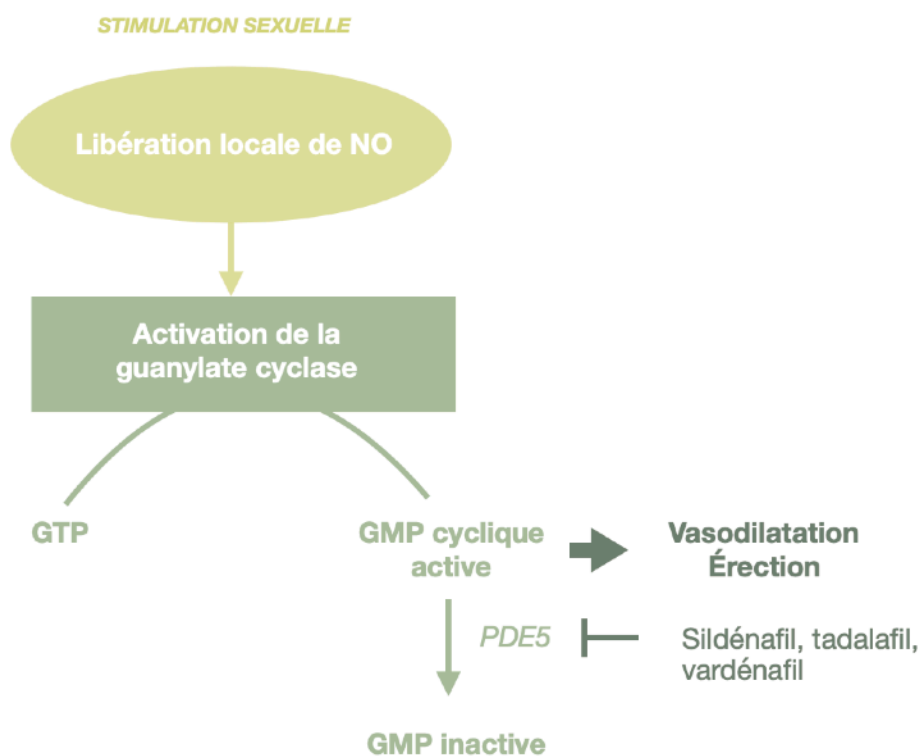 STIMULATION SEXUELLE
Libération locale de NO
Activation de la
guanylate cyclase
GTP
GMP cyclique
active
Vasodilatation
Érection
PDE5
Sildénafil, tadalafil,
vardénafil
GMP inactive